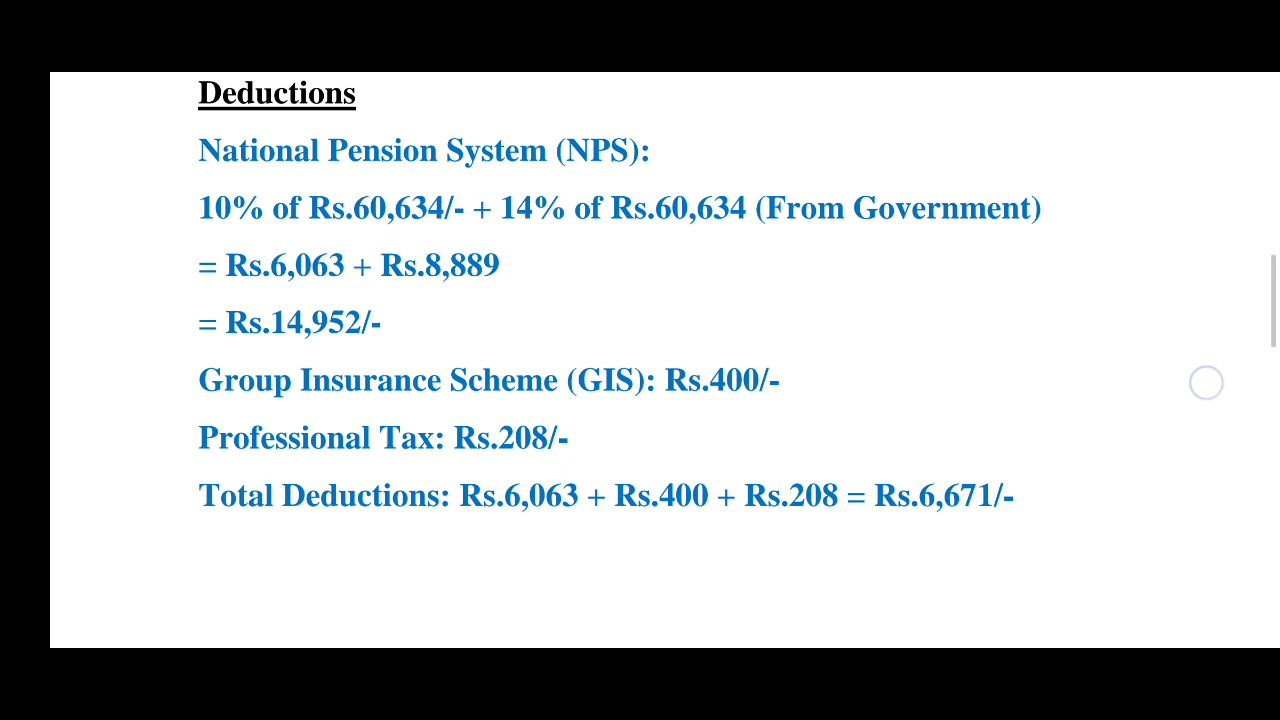 Deductions
National Pension System (NPS):
10% of Rs.60,634/- + 14% of Rs.60,634 (From Government)
= Rs.6,063 + Rs.8,889
= Rs.14,952/-
Group Insurance Scheme (GIS): Rs.400/-
Professional Tax: Rs.208/-
Total Deductions: Rs.6,063 + Rs.400 + Rs.208 = Rs.6,671/-